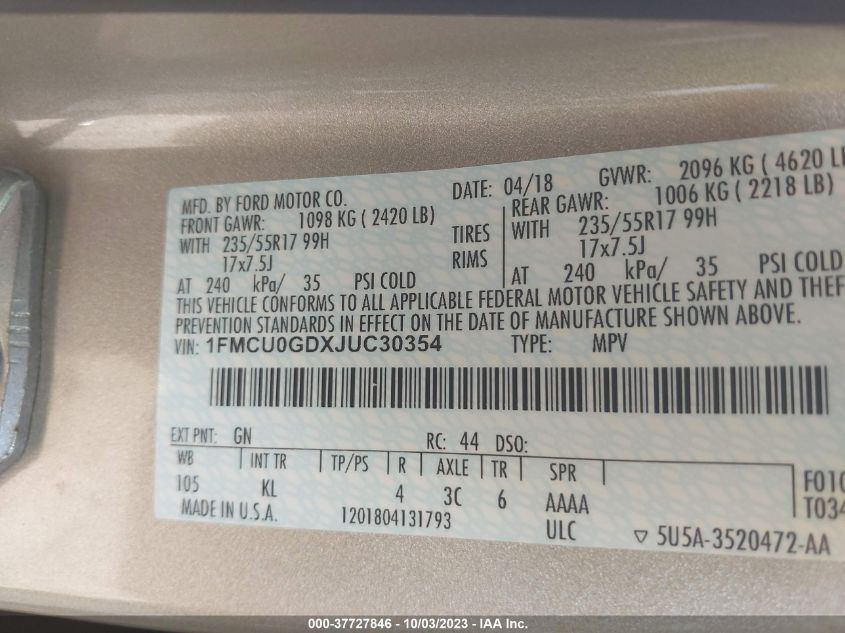 MFD. BY FORD MOTOR CO. DATE: 04/18 GVWR: 2096 KG ( 4620 LB
FRONT GAWR: 1098 KG ( 2420 LB) REAR GAWR: 1006 KG ( 2218 LB)
WITH 235/55R17 99H TIRES WITH 235/55R17 99H
17x7.5J RIMS 17x7.5J
AT 240 kPa/ 35 PSI COLD AT 240 kPa/ 35 PSI COLD
THIS VEHICLE CONFORMS TO ALL APPLICABLE FEDERAL MOTOR VEHICLE SAFETY AND THEF
PREVENTION STANDARDS IN EFFECT ON THE DATE OF MANUFACTURE SHOWN ABOVE.
VIN: 1FMCU0GDXJUC30354 TYPE: MPV
EXT PNT: GN RC: 44 DSO:
WB INT TR TP/PS R AXLE TR SPR
105 KL 4 3C 6 AAAA
F010
T034
MADE IN U.S.A. 1201804131793 ULC ▽ 5U5A-3520472-AA
000-37727846 - 10/03/2023 - IAA Inc.